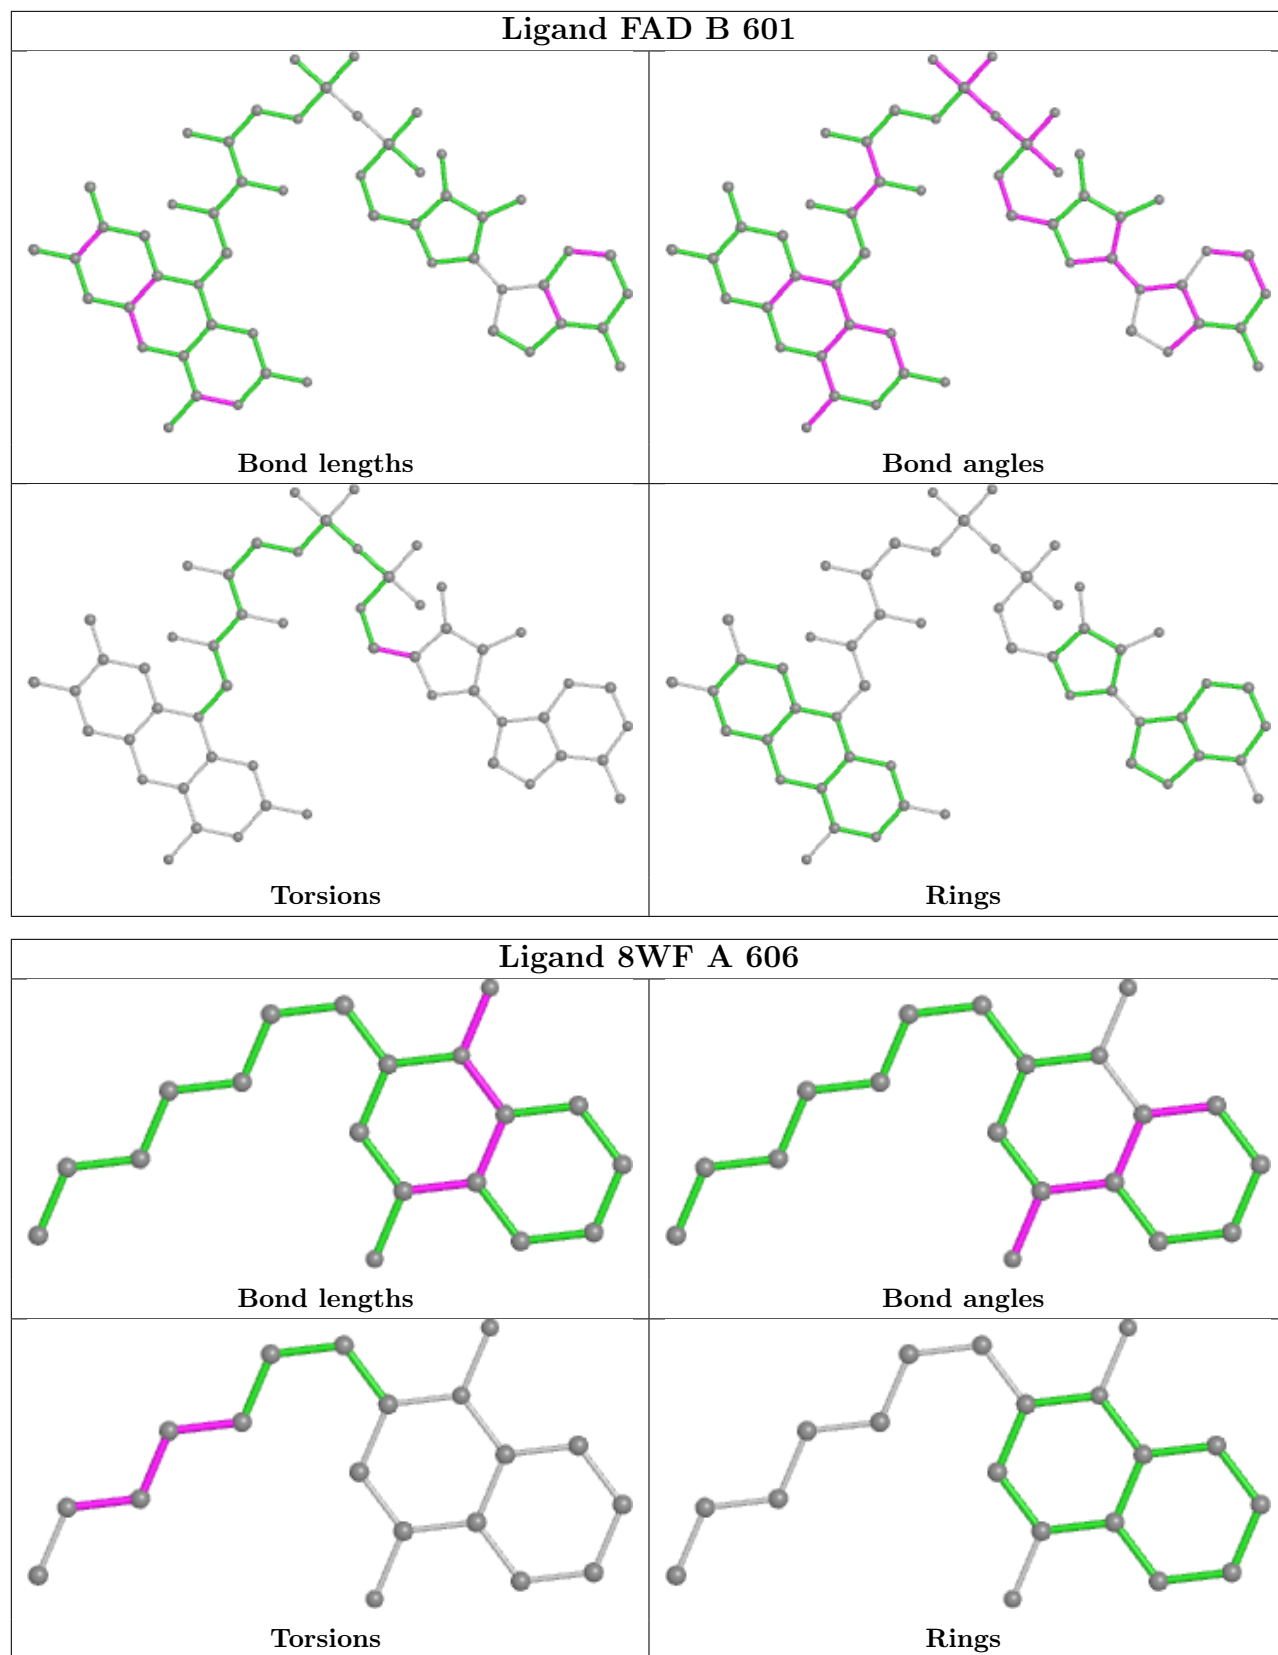 Ligand FAD B 601
Bond lengths
Bond angles
Torsions
Rings
Ligand 8WF A 606
Bond lengths
Bond angles
Torsions
Rings